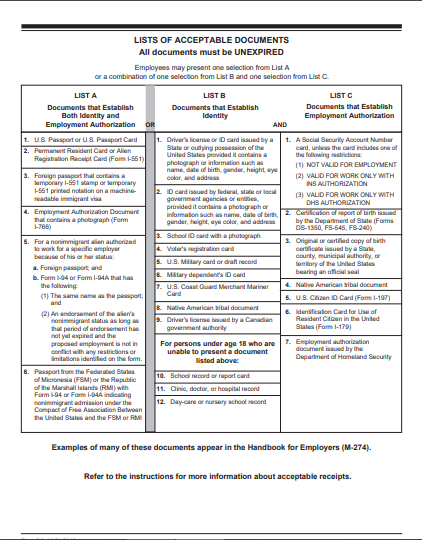 LISTS OF ACCEPTABLE DOCUMENTS
All documents must be UNEXPIRED
Employees may present one selection from List A
or a combination of one selection from List B and one selection from List C.
LIST A
Documents that Establish
Both Identity and
Employment Authorization
OR
1. U.S. Passport or U.S. Passport Card
2. Permanent Resident Card or Alien
Registration Receipt Card (Form I-551)
3. Foreign passport that contains a
temporary I-551 stamp or temporary
I-551 printed notation on a machine-
readable immigrant visa
4. Employment Authorization Document
that contains a photograph (Form
I-766)
5. For a nonimmigrant alien authorized
to work for a specific employer
because of his or her status:
a. Foreign passport; and
b. Form I-94 or Form I-94A that has
the following:
(1) The same name as the passport;
and
(2) An endorsement of the alien's
nonimmigrant status as long as
that period of endorsement has
not yet expired and the
proposed employment is not in
conflict with any restrictions or
limitations identified on the form.
6. Passport from the Federated States
of Micronesia (FSM) or the Republic
of the Marshall Islands (RMI) with
Form I-94 or Form I-94A indicating
nonimmigrant admission under the
Compact of Free Association Between
the United States and the FSM or RMI
LIST B
Documents that Establish
Identity
AND
1. Driver's license or ID card issued by a
State or outlying possession of the
United States provided it contains a
photograph or information such as
name, date of birth, gender, height, eye
color, and address
2. ID card issued by federal, state or local
government agencies or entities,
provided it contains a photograph or
information such as name, date of birth,
gender, height, eye color, and address
3. School ID card with a photograph
4. Voter's registration card
5. U.S. Military card or draft record
6. Military dependent's ID card
7. U.S. Coast Guard Merchant Mariner
Card
8. Native American tribal document
9. Driver's license issued by a Canadian
government authority
For persons under age 18 who are
unable to present a document
listed above:
10. School record or report card
11. Clinic, doctor, or hospital record
12. Day-care or nursery school record
LIST C
Documents that Establish
Employment Authorization
1. A Social Security Account Number
card, unless the card includes one of
the following restrictions:
(1) NOT VALID FOR EMPLOYMENT
(2) VALID FOR WORK ONLY WITH
INS AUTHORIZATION
(3) VALID FOR WORK ONLY WITH
DHS AUTHORIZATION
2. Certification of report of birth issued
by the Department of State (Forms
DS-1350, FS-545, FS-240)
3. Original or certified copy of birth
certificate issued by a State,
county, municipal authority, or
territory of the United States
bearing an official seal
4. Native American tribal document
5. U.S. Citizen ID Card (Form I-197)
6. Identification Card for Use of
Resident Citizen in the United
States (Form I-179)
7. Employment authorization
document issued by the
Department of Homeland Security
Examples of many of these documents appear in the Handbook for Employers (M-274).
Refer to the instructions for more information about acceptable receipts.